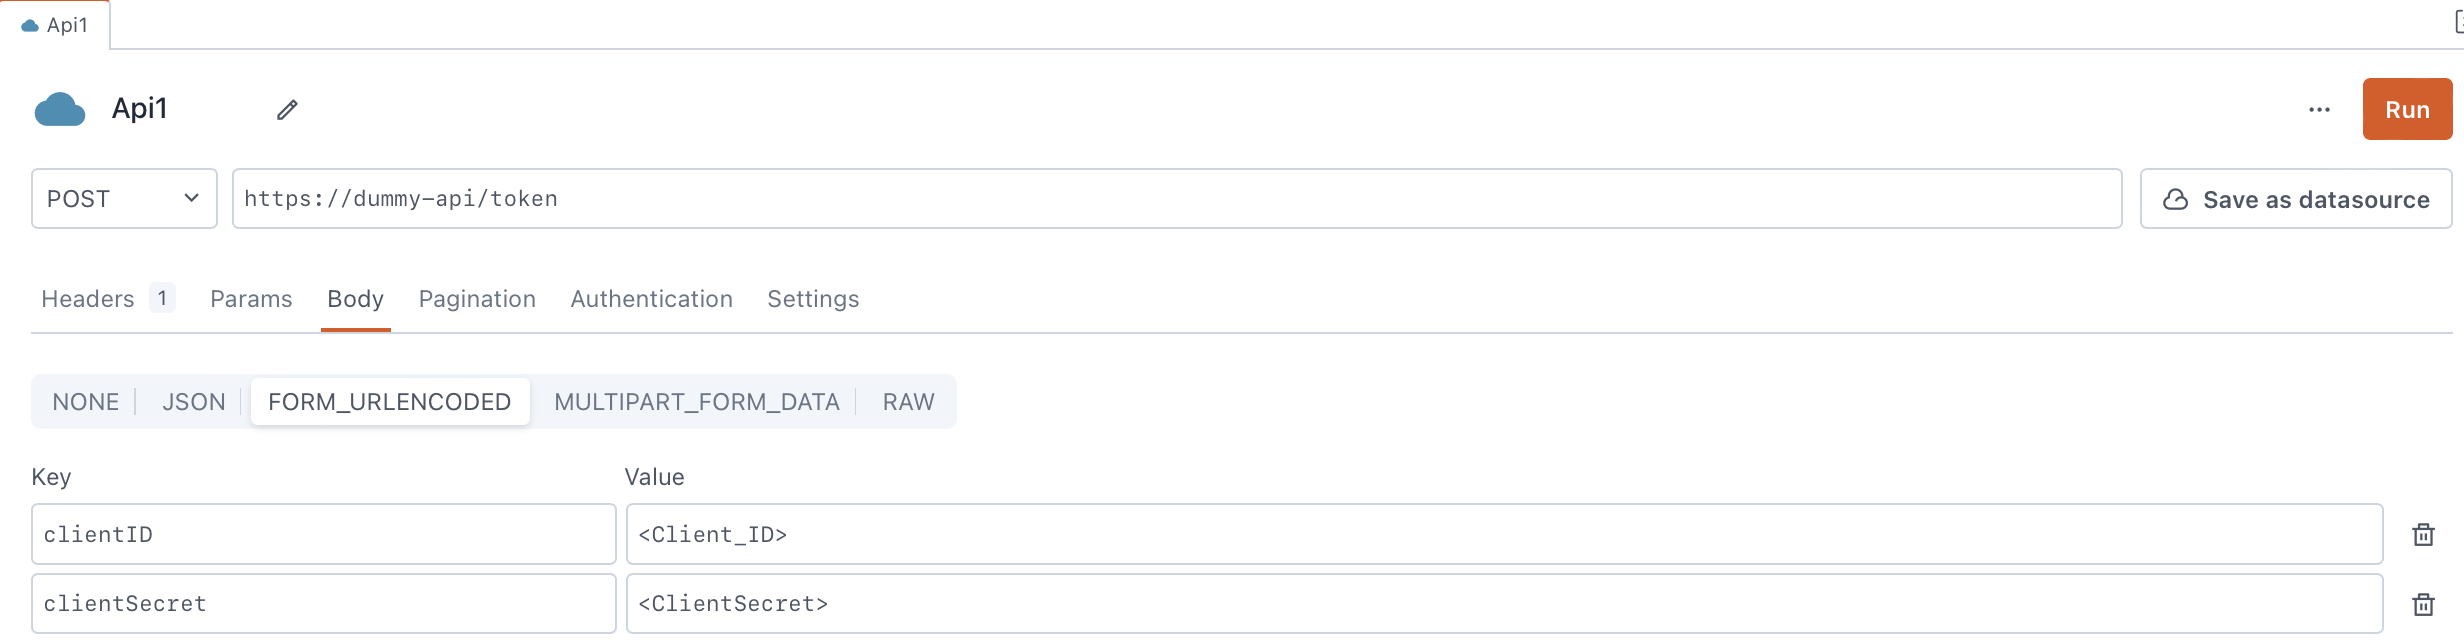 Api1
Api1
Run
POST https://dummy-api/token Save as datasource
Headers 1 Params Body Pagination Authentication Settings
NONE JSON FORM_URLENCODED MULTIPART_FORM_DATA RAW
Key Value
clientID <Client_ID>
clientSecret <ClientSecret>